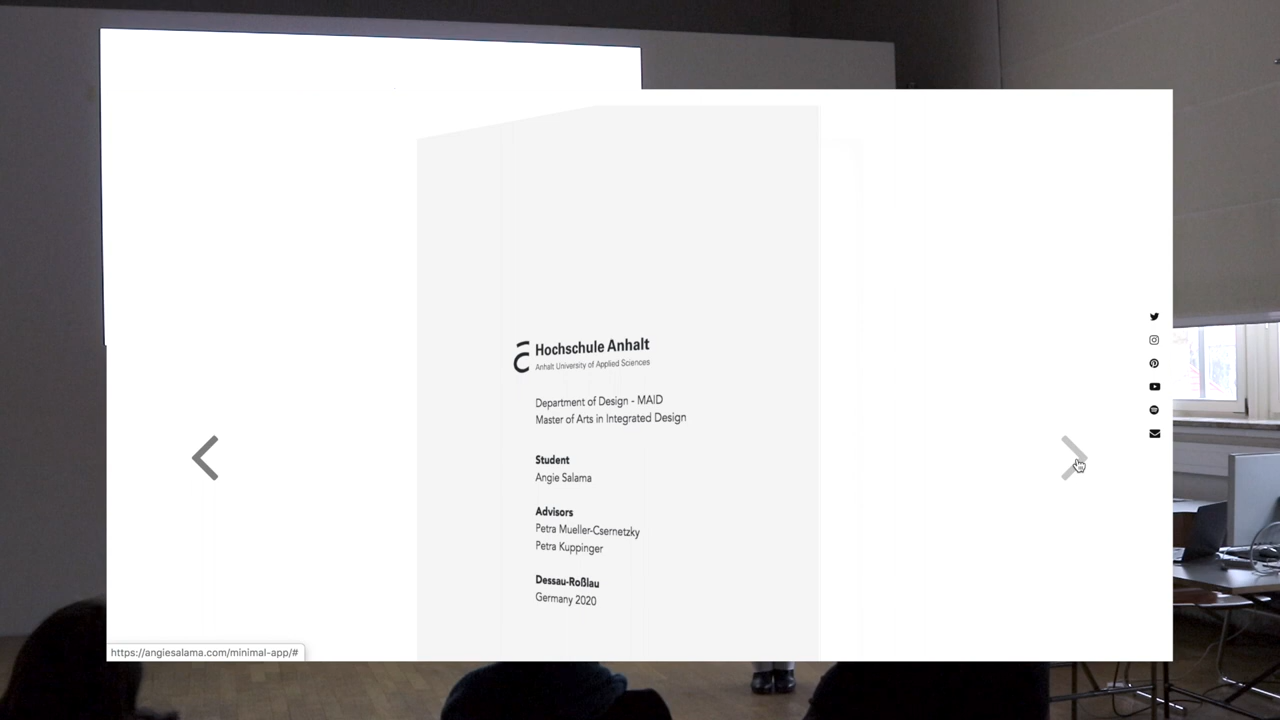 Hochschule Anhalt
Anhalt University of Applied Sciences
Department of Design - MAID
Master of Arts in Integrated Design
Student
Angie Salama
Advisors
Petra Mueller-Csernetzky
Petra Kuppinger
Dessau-Roßlau
Germany 2020
https://angiesalama.com/minimal-app/#